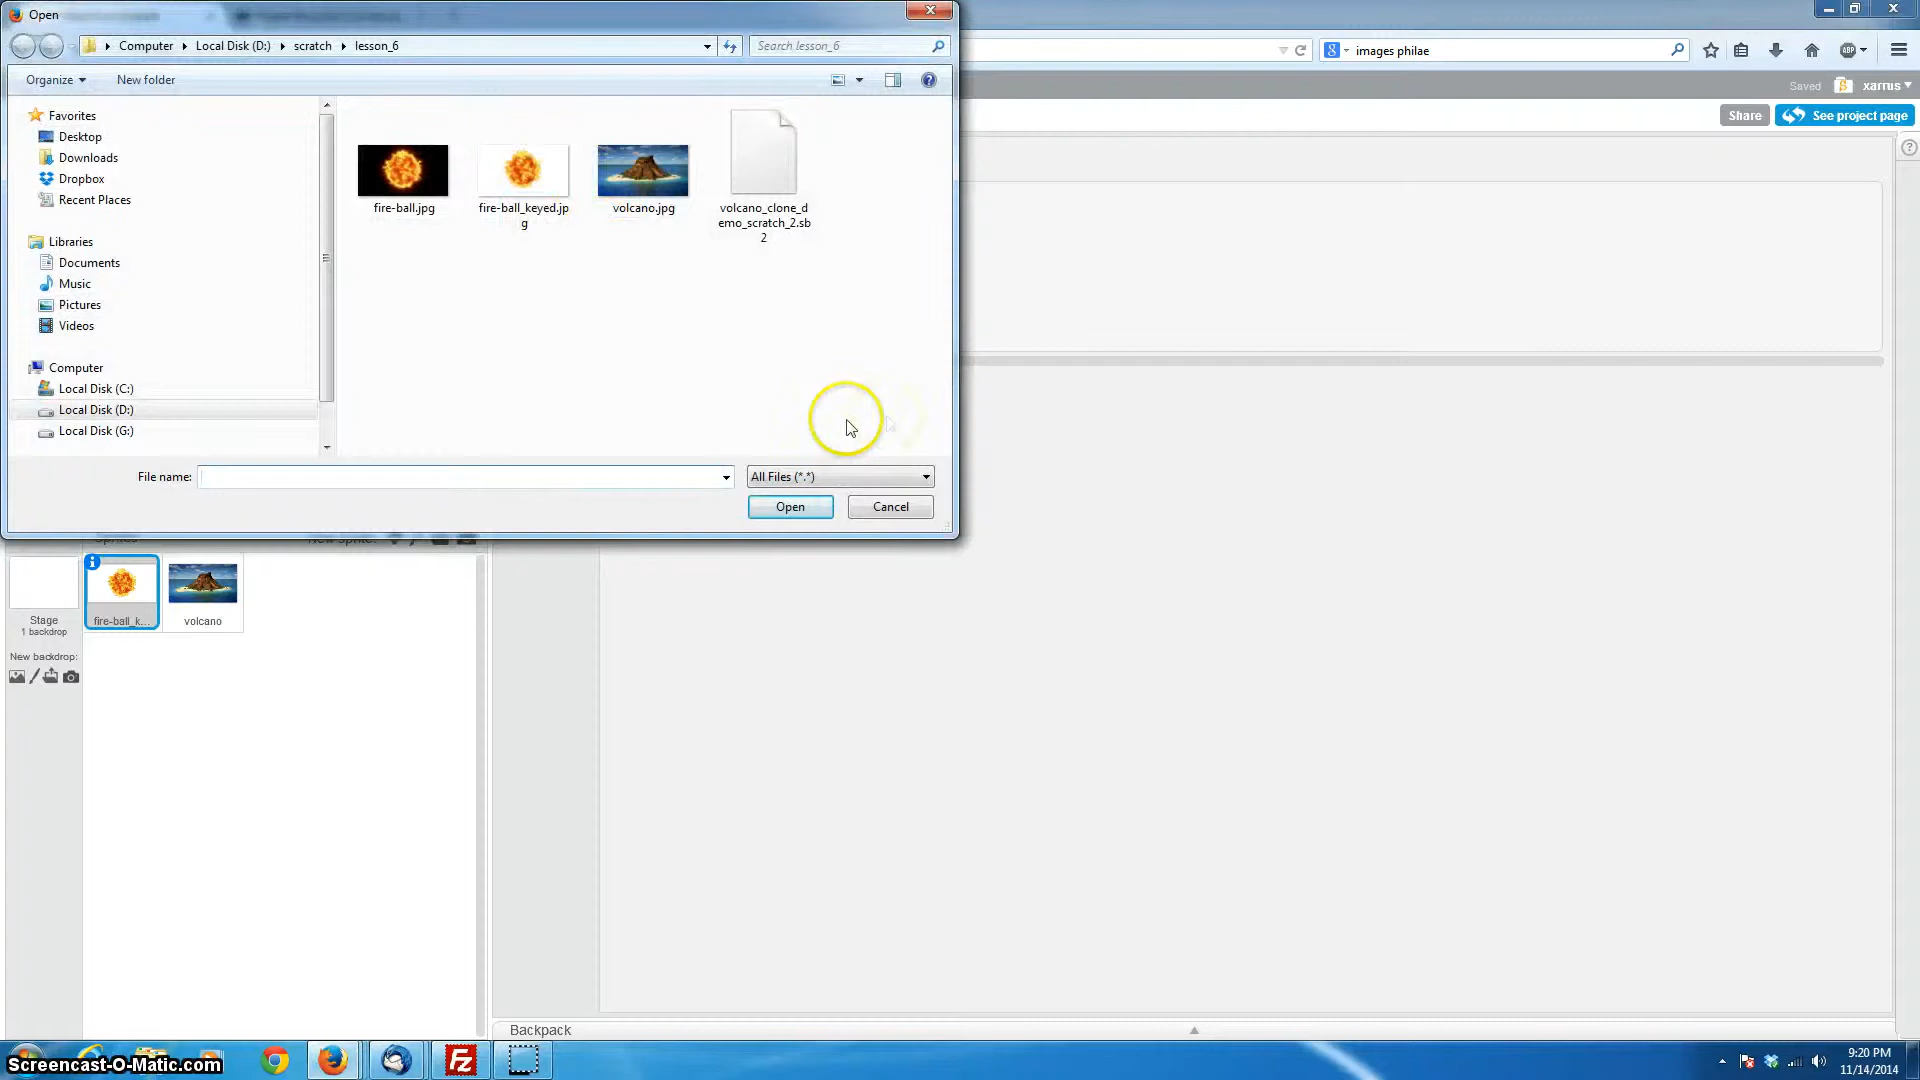 Open
Computer Local Disk (D:) scratch lesson_6
Search lesson_6
images philae
Organize
New folder
Saved
xarrus
Share
See project page
Favorites
Desktop
Downloads
Dropbox
Recent Places
Libraries
Documents
Music
Pictures
Videos
Computer
Local Disk (C:)
Local Disk (D:)
Local Disk (G:)
fire-ball.jpg
fire-ball_keyed.jp
g
volcano.jpg
volcano_clone_d
emo_scratch_2.sb
2
File name:
All Files (*.*)
Open
Cancel
Stage
1 backdrop
New backdrop:
fire-ball_k...
volcano
Backpack
Screencast-O-Matic.com
9:20 PM
11/14/2014